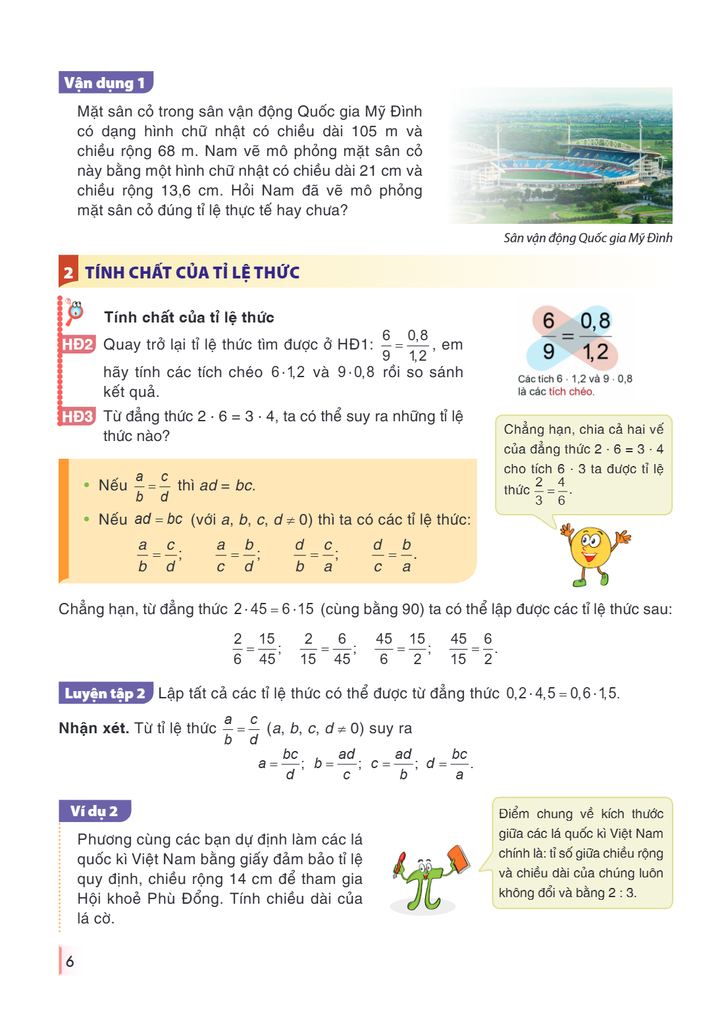 Vận dụng 1
Mặt sân cỏ trong sân vận động Quốc gia Mỹ Đình
có dạng hình chữ nhật có chiều dài 105 m và
chiều rộng 68 m. Nam vẽ mô phỏng mặt sân cỏ
này bằng một hình chữ nhật có chiều dài 21 cm và
chiều rộng 13,6 cm. Hỏi Nam đã vẽ mô phỏng
mặt sân cỏ đúng tỉ lệ thực tế hay chưa?
Sân vận động Quốc gia Mỹ Đình
2 TÍNH CHẤT CỦA TỈ LỆ THỨC
Tính chất của tỉ lệ thức
HĐ2 Quay trở lại tỉ lệ thức tìm được ở HĐ1: 6/9 = 0,8/1,2, em
hãy tính các tích chéo 6·1,2 và 9·0,8 rồi so sánh
kết quả.
HĐ3 Từ đẳng thức 2 · 6 = 3 · 4, ta có thể suy ra những tỉ lệ
thức nào?
6/9 = 0,8/1,2
Các tích 6 · 1,2 và 9 · 0,8
là các tích chéo.
Chẳng hạn, chia cả hai vế
của đẳng thức 2 · 6 = 3 · 4
cho tích 6 · 3 ta được tỉ lệ
thức 2/3 = 4/6.
• Nếu a/b = c/d thì ad = bc.
• Nếu ad = bc (với a, b, c, d ≠ 0) thì ta có các tỉ lệ thức:
a/b = c/d; a/c = b/d; d/b = c/a; d/c = b/a.
Chẳng hạn, từ đẳng thức 2·45 = 6·15 (cùng bằng 90) ta có thể lập được các tỉ lệ thức sau:
2/6 = 15/45; 2/15 = 6/45; 45/6 = 15/2; 45/15 = 6/2.
Luyện tập 2 Lập tất cả các tỉ lệ thức có thể được từ đẳng thức 0,2·4,5 = 0,6·1,5.
Nhận xét. Từ tỉ lệ thức a/b = c/d (a, b, c, d ≠ 0) suy ra
a = bc/d; b = ad/c; c = ad/b; d = bc/a.
Ví dụ 2
Phương cùng các bạn dự định làm các lá
quốc kì Việt Nam bằng giấy đảm bảo tỉ lệ
quy định, chiều rộng 14 cm để tham gia
Hội khoẻ Phù Đổng. Tính chiều dài của
lá cờ.
Điểm chung về kích thước
giữa các lá quốc kì Việt Nam
chính là: tỉ số giữa chiều rộng
và chiều dài của chúng luôn
không đổi và bằng 2 : 3.
6